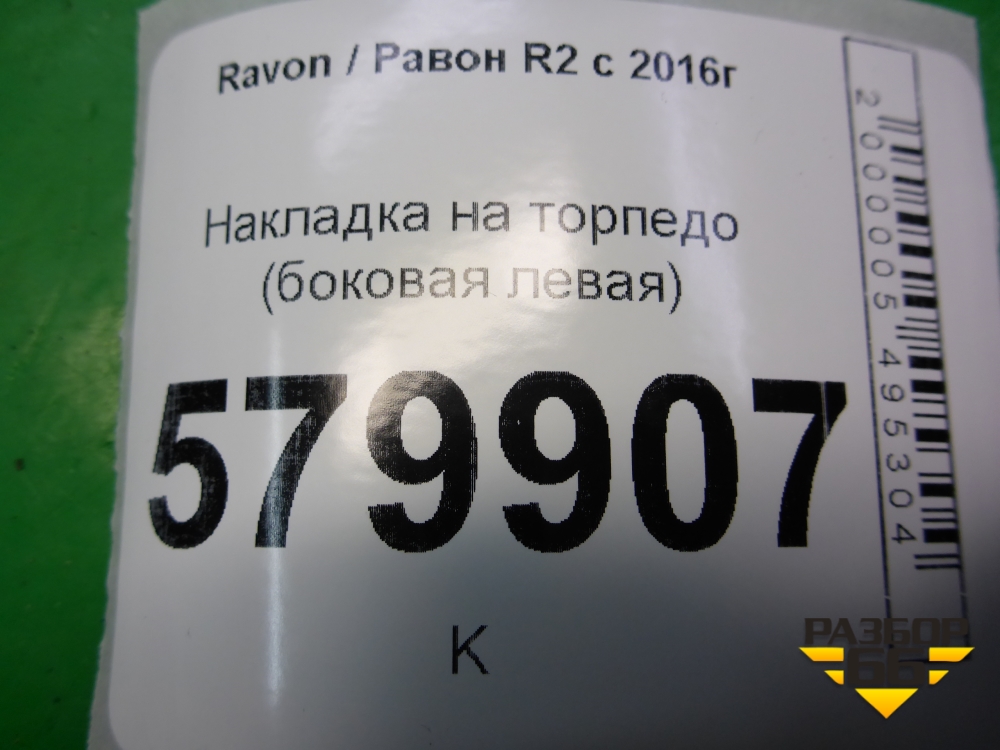 Ravon / Равон R2 с 2016г
Накладка на торпедо
(боковая левая)
579907
К
2000005495304
РАЗБОР
66